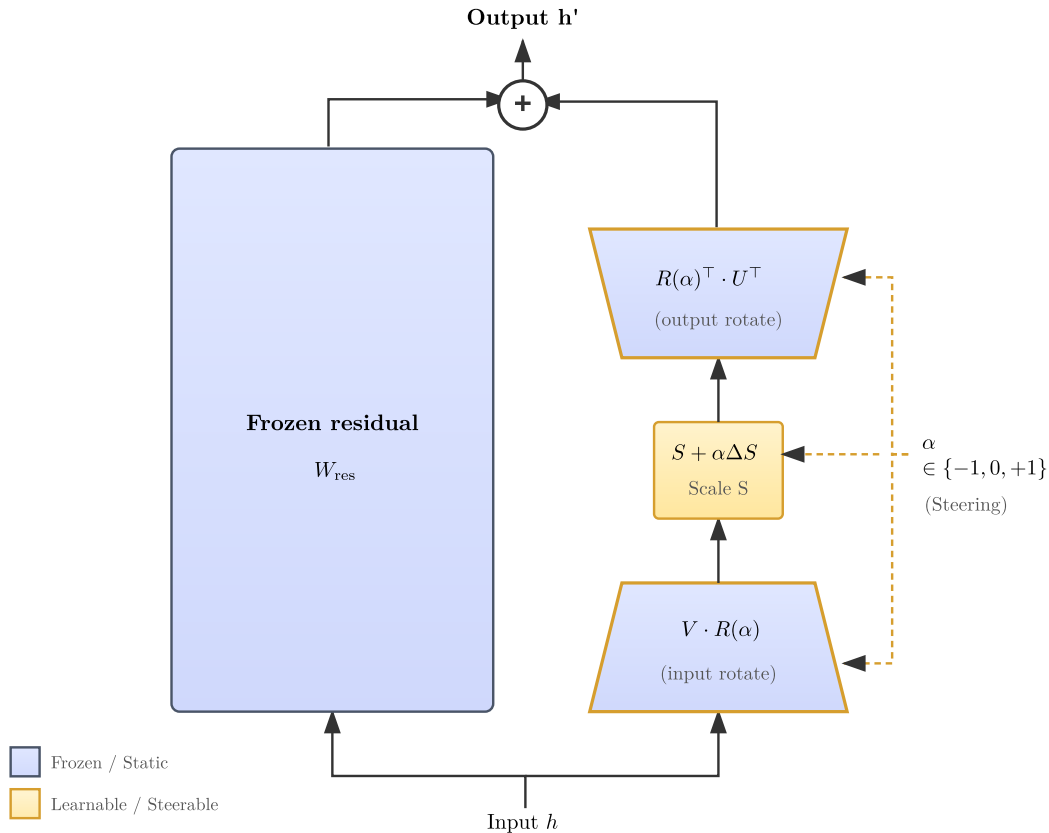 Output h'
+
R(α)⊤ · U⊤
(output rotate)
Frozen residual
W_res
S + αΔS
Scale S
α
∈ {−1, 0, +1}
(Steering)
V · R(α)
(input rotate)
Frozen / Static
Learnable / Steerable
Input h